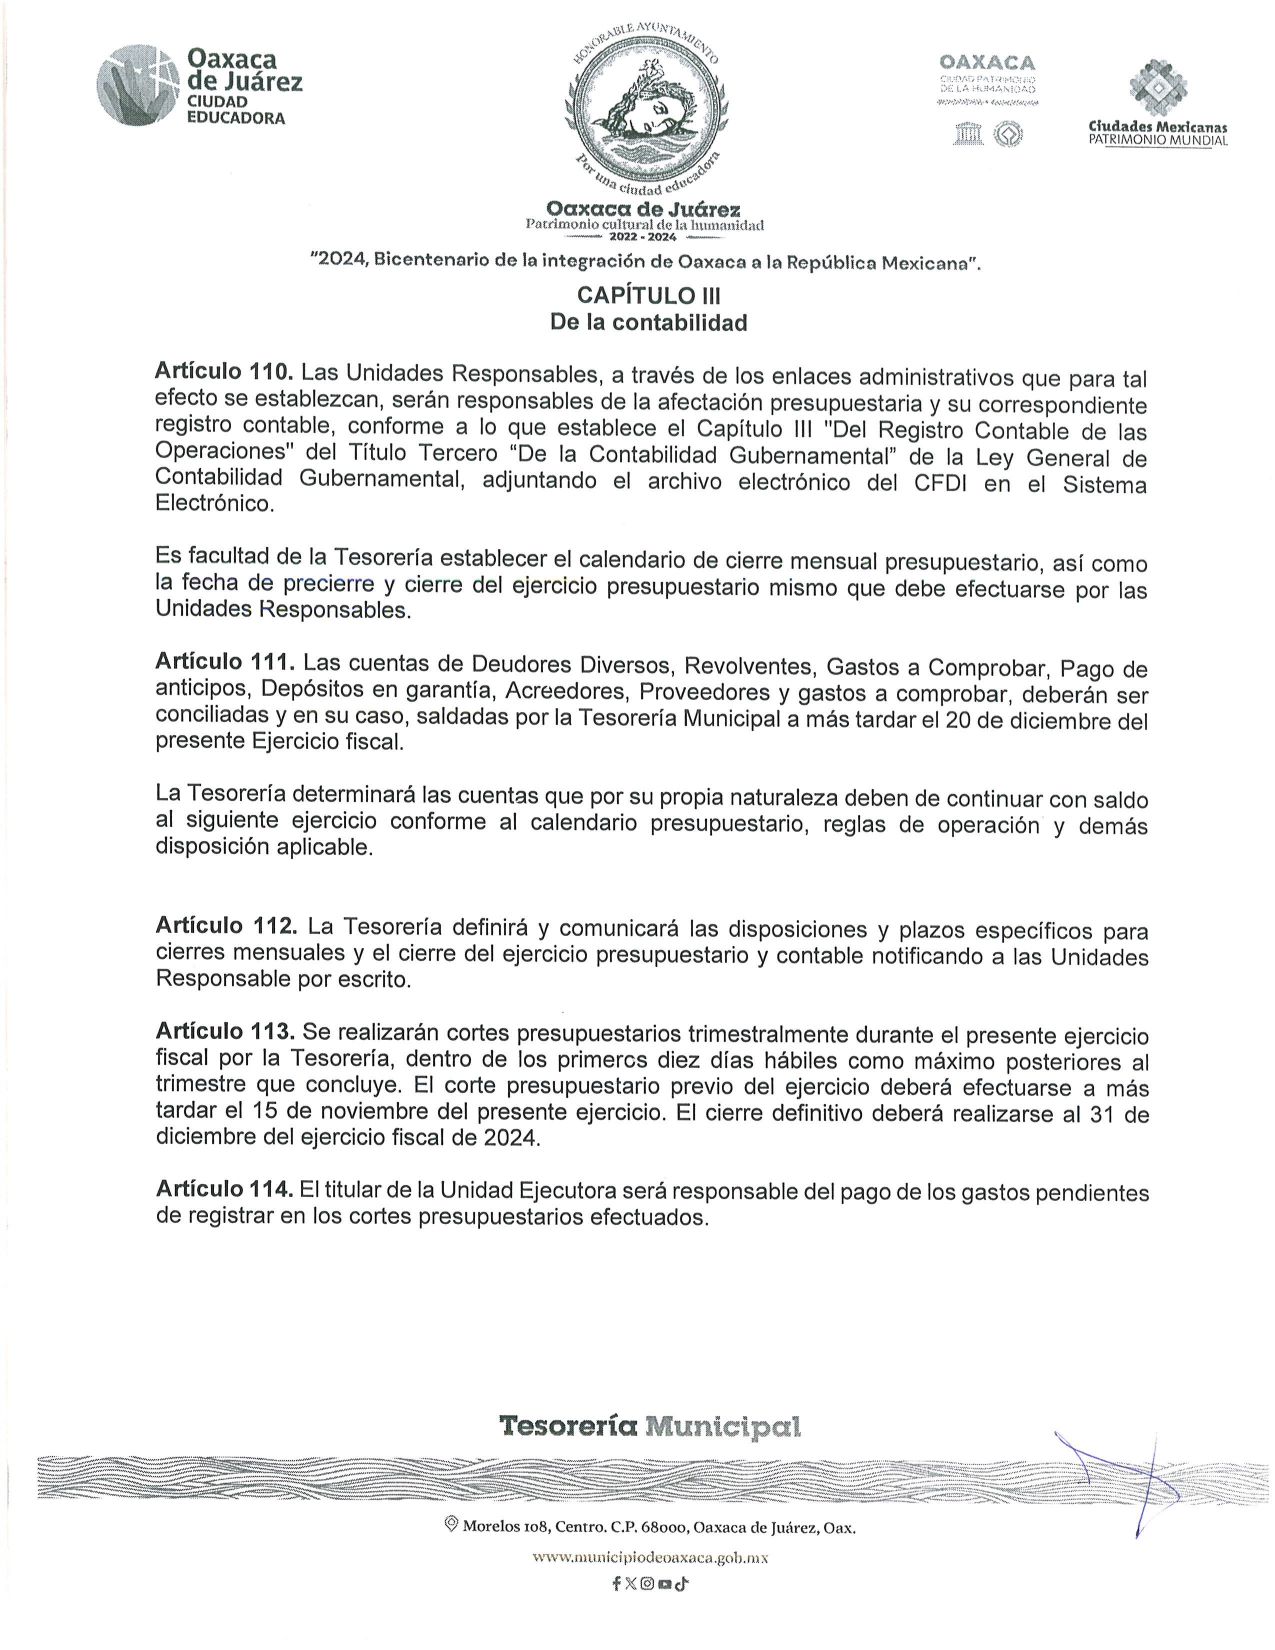 Oaxaca
de Juárez
CIUDAD
EDUCADORA
HONORABLE AYUNTAMIENTO
Por una ciudad educadora
Oaxaca de Juárez
Patrimonio cultural de la humanidad
2022 - 2024
OAXACA
CIUDAD PATRIMONIO
DE LA HUMANIDAD
Ciudades Mexicanas
PATRIMONIO MUNDIAL
"2024, Bicentenario de la integración de Oaxaca a la República Mexicana".
CAPÍTULO III
De la contabilidad
Artículo 110. Las Unidades Responsables, a través de los enlaces administrativos que para tal
efecto se establezcan, serán responsables de la afectación presupuestaria y su correspondiente
registro contable, conforme a lo que establece el Capítulo III "Del Registro Contable de las
Operaciones" del Título Tercero “De la Contabilidad Gubernamental” de la Ley General de
Contabilidad Gubernamental, adjuntando el archivo electrónico del CFDI en el Sistema
Electrónico.
Es facultad de la Tesorería establecer el calendario de cierre mensual presupuestario, así como
la fecha de precierre y cierre del ejercicio presupuestario mismo que debe efectuarse por las
Unidades Responsables.
Artículo 111. Las cuentas de Deudores Diversos, Revolventes, Gastos a Comprobar, Pago de
anticipos, Depósitos en garantía, Acreedores, Proveedores y gastos a comprobar, deberán ser
conciliadas y en su caso, saldadas por la Tesorería Municipal a más tardar el 20 de diciembre del
presente Ejercicio fiscal.
La Tesorería determinará las cuentas que por su propia naturaleza deben de continuar con saldo
al siguiente ejercicio conforme al calendario presupuestario, reglas de operación y demás
disposición aplicable.
Artículo 112. La Tesorería definirá y comunicará las disposiciones y plazos específicos para
cierres mensuales y el cierre del ejercicio presupuestario y contable notificando a las Unidades
Responsable por escrito.
Artículo 113. Se realizarán cortes presupuestarios trimestralmente durante el presente ejercicio
fiscal por la Tesorería, dentro de los primeros diez días hábiles como máximo posteriores al
trimestre que concluye. El corte presupuestario previo del ejercicio deberá efectuarse a más
tardar el 15 de noviembre del presente ejercicio. El cierre definitivo deberá realizarse al 31 de
diciembre del ejercicio fiscal de 2024.
Artículo 114. El titular de la Unidad Ejecutora será responsable del pago de los gastos pendientes
de registrar en los cortes presupuestarios efectuados.
Tesorería Municipal
Morelos 108, Centro. C.P. 68000, Oaxaca de Juárez, Oax.
www.municipiodeoaxaca.gob.mx